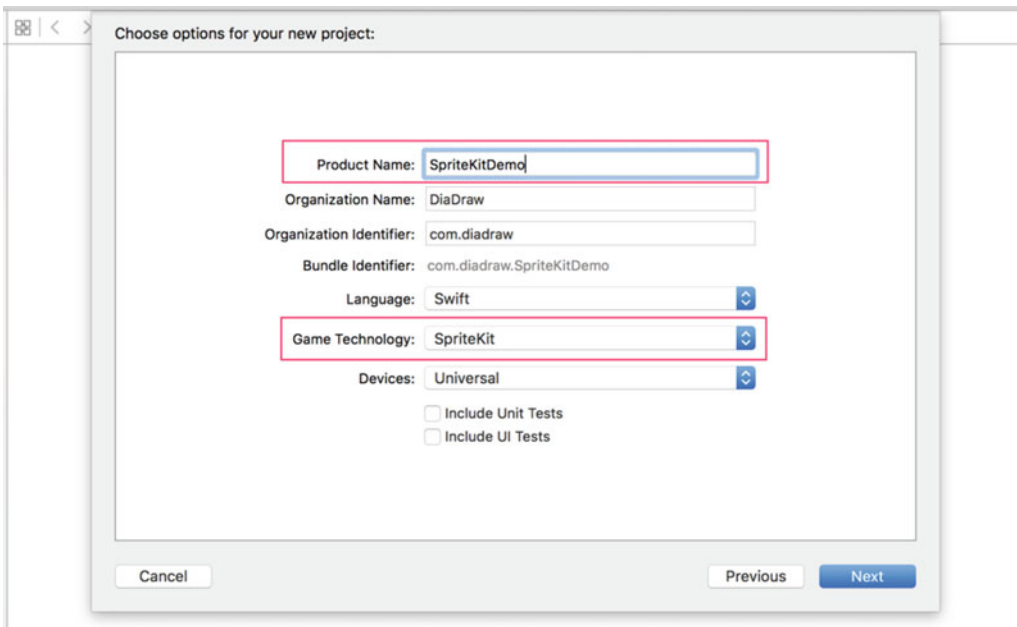 Choose options for your new project:
Product Name: SpriteKitDemo
Organization Name: DiaDraw
Organization Identifier: com.diadraw
Bundle Identifier: com.diadraw.SpriteKitDemo
Language: Swift
Game Technology: SpriteKit
Devices: Universal
Include Unit Tests
Include UI Tests
Cancel Previous Next